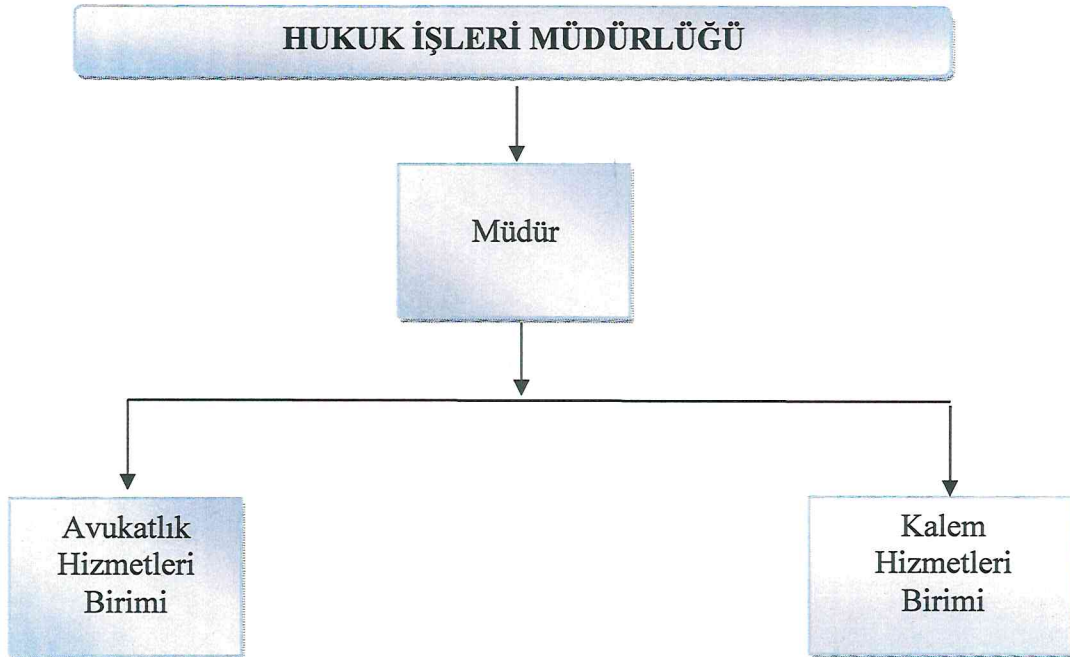 HUKUK İŞLERİ MÜDÜRLÜĞÜ
Müdür
Avukatlık
Hizmetleri
Birimi
Kalem
Hizmetleri
Birimi